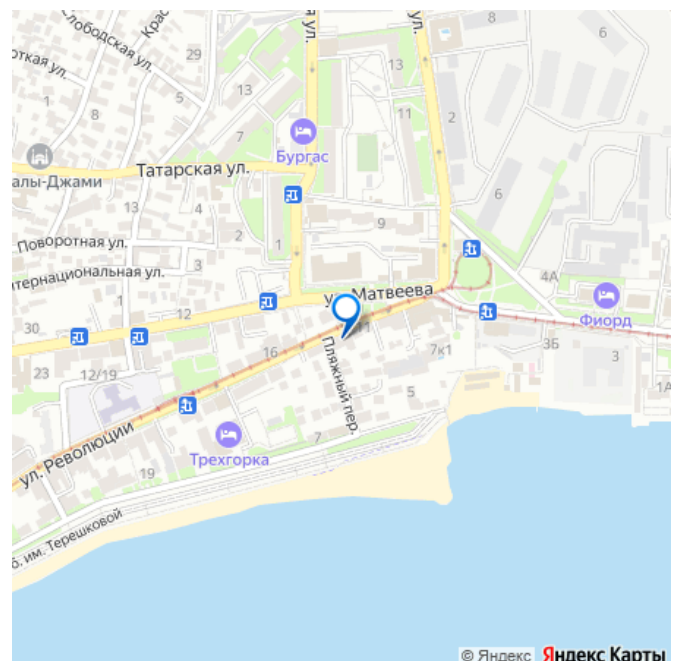 Слободская ул.
Крас
8
6
29
13
откая ул.
8
5
13
11
2
7
1
Бургас
алы-Джами
Татарская ул.
13
6
4
2
1
9
Поворотная ул.
3
нтернациональная ул.
4А
1
ул. Матвеева
Фиорд
30
12
11
16
3Б
7к1
23
3
12/19
5
1А
Пляжный пер.
ул. Революции
Трехгорка
7
19
б. им. Терешковой
© Яндекс Яндекс Карты